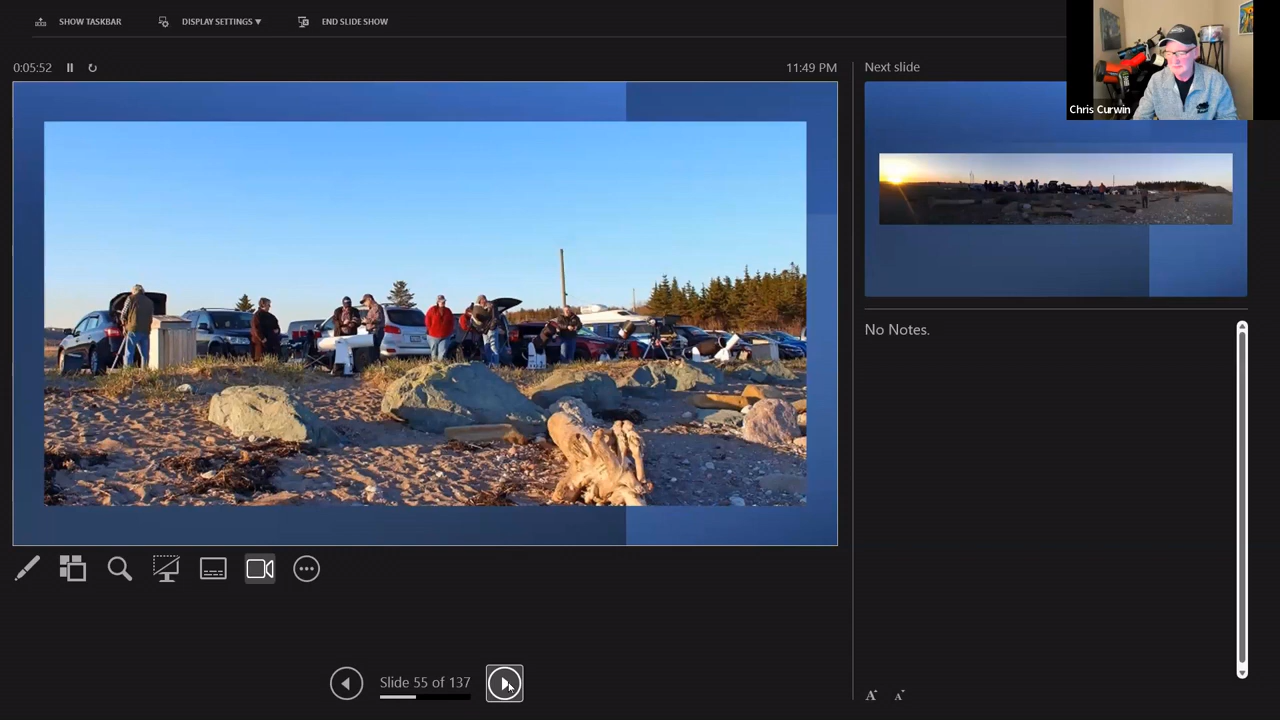 SHOW TASKBAR
DISPLAY SETTINGS ▼
END SLIDE SHOW
0:05:52
11:49 PM
Next slide
Chris Curwin
No Notes.
Slide 55 of 137
A
A